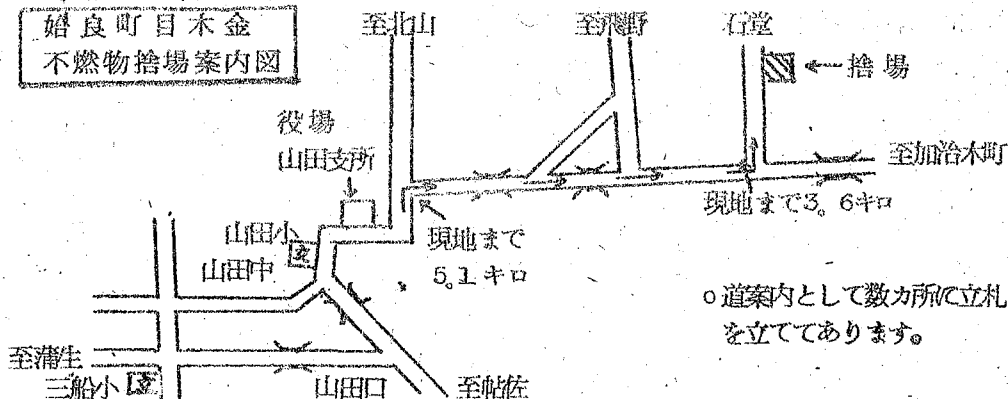 姶良町目木金
不燃物捨場案内図
至北山
至飛野
石堂
←捨場
役場
山田支所
至加治木町
現地まで3.6キロ
山田小
山田中
文
現地まで
5.1キロ
○道案内として数カ所に立札
を立ててあります。
至蒲生
三船小
文
山田口
至帖佐